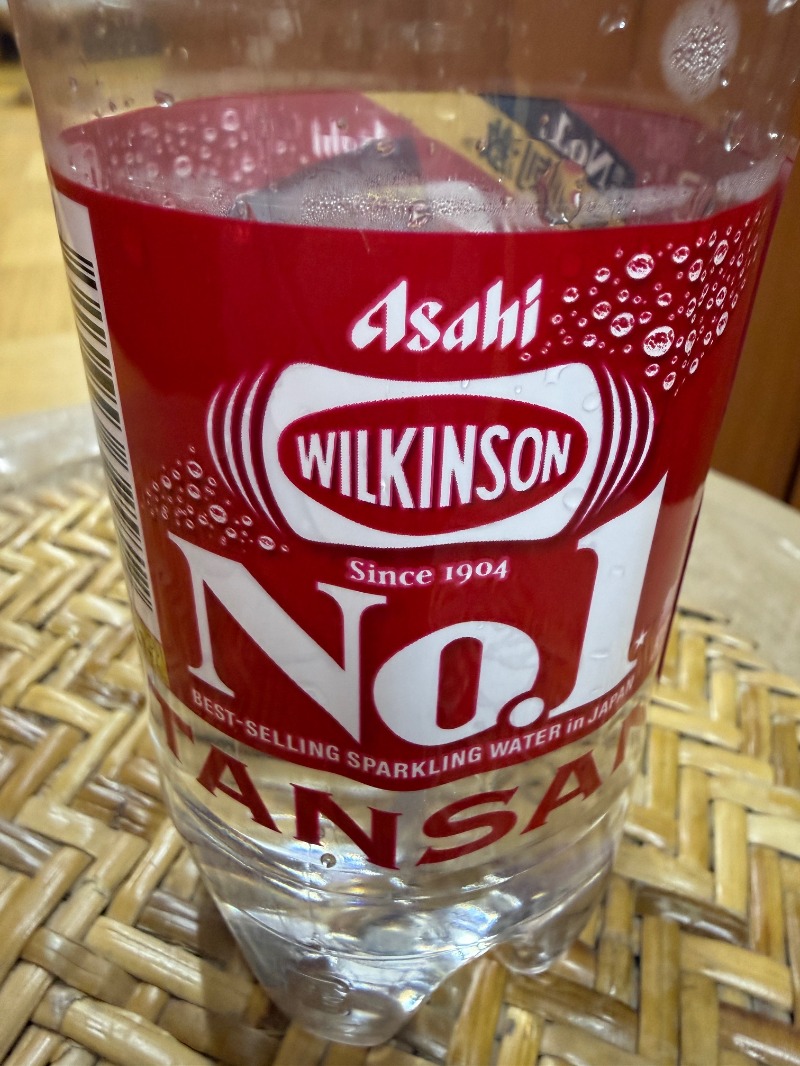 Asahi
WILKINSON
Since 1904
No.1
BEST-SELLING SPARKLING WATER in JAPAN
TANSAN